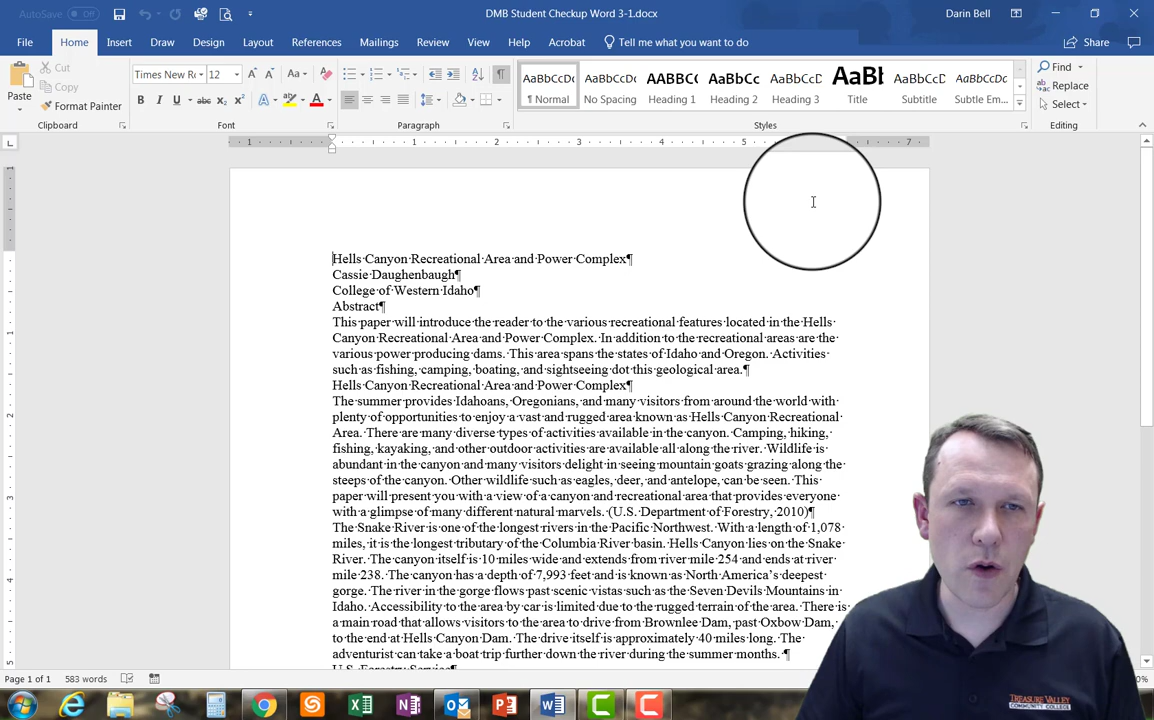 AutoSave Off
DMB Student Checkup Word 3-1.docx
Darin Bell
File Home Insert Draw Design Layout References Mailings Review View Help Acrobat Tell me what you want to do
Share
Paste
Cut
Copy
Format Painter
Clipboard
Times New Ro 12
Font
Paragraph
AaBbCcDc AaBbCcDc AaBbC( AaBbCc AaBbCcD AaBl AaBbCcD AaBbCcDc
¶ Normal No Spacing Heading 1 Heading 2 Heading 3 Title Subtitle Subtle Em...
Styles
Find
Replace
Select
Editing
1 1 2 3 4 5 7
Hells·Canyon·Recreational·Area·and·Power·Complex¶
Cassie·Daughenbaugh¶
College·of·Western·Idaho¶
Abstract¶
This·paper·will·introduce·the·reader·to·the·various·recreational·features·located·in·the·Hells·
Canyon·Recreational·Area·and·Power·Complex.·In·addition·to·the·recreational·areas·are·the·
various·power·producing·dams.·This·area·spans·the·states·of·Idaho·and·Oregon.·Activities·
such·as·fishing,·camping,·boating,·and·sightseeing·dot·this·geological·area.¶
Hells·Canyon·Recreational·Area·and·Power·Complex¶
The·summer·provides·Idahoans,·Oregonians,·and·many·visitors·from·around·the·world·with·
plenty·of·opportunities·to·enjoy·a·vast·and·rugged·area·known·as·Hells·Canyon·Recreational·
Area.·There·are·many·diverse·types·of·activities·available·in·the·canyon.·Camping,·hiking,·
fishing,·kayaking,·and·other·outdoor·activities·are·available·all·along·the·river.·Wildlife·is·
abundant·in·the·canyon·and·many·visitors·delight·in·seeing·mountain·goats·grazing·along·the·
steeps·of·the·canyon.·Other·wildlife·such·as·eagles,·deer,·and·antelope,·can·be·seen.·This·
paper·will·present·you·with·a·view·of·a·canyon·and·recreational·area·that·provides·everyone·
with·a·glimpse·of·many·different·natural·marvels.·(U.S.·Department·of·Forestry,·2010)¶
The·Snake·River·is·one·of·the·longest·rivers·in·the·Pacific·Northwest.·With·a·length·of·1,078·
miles,·it·is·the·longest·tributary·of·the·Columbia·River·basin.·Hells·Canyon·lies·on·the·Snake·
River.·The·canyon·itself·is·10·miles·wide·and·extends·from·river·mile·254·and·ends·at·river·
mile·238.·The·canyon·has·a·depth·of·7,993·feet·and·is·known·as·North·America's·deepest·
gorge.·The·river·in·the·gorge·flows·past·scenic·vistas·such·as·the·Seven·Devils·Mountains·in·
Idaho.·Accessibility·to·the·area·by·car·is·limited·due·to·the·rugged·terrain·of·the·area.·There·is·
a·main·road·that·allows·visitors·to·the·area·to·drive·from·Brownlee·Dam,·past·Oxbow·Dam,·
to·the·end·at·Hells·Canyon·Dam.·The·drive·itself·is·approximately·40·miles·long.·The·
adventurist·can·take·a·boat·trip·further·down·the·river·during·the·summer·months.·¶
U.S.·Forestry·Service¶
Page 1 of 1 583 words
0%
TREASURE VALLEY
COMMUNITY COLLEGE